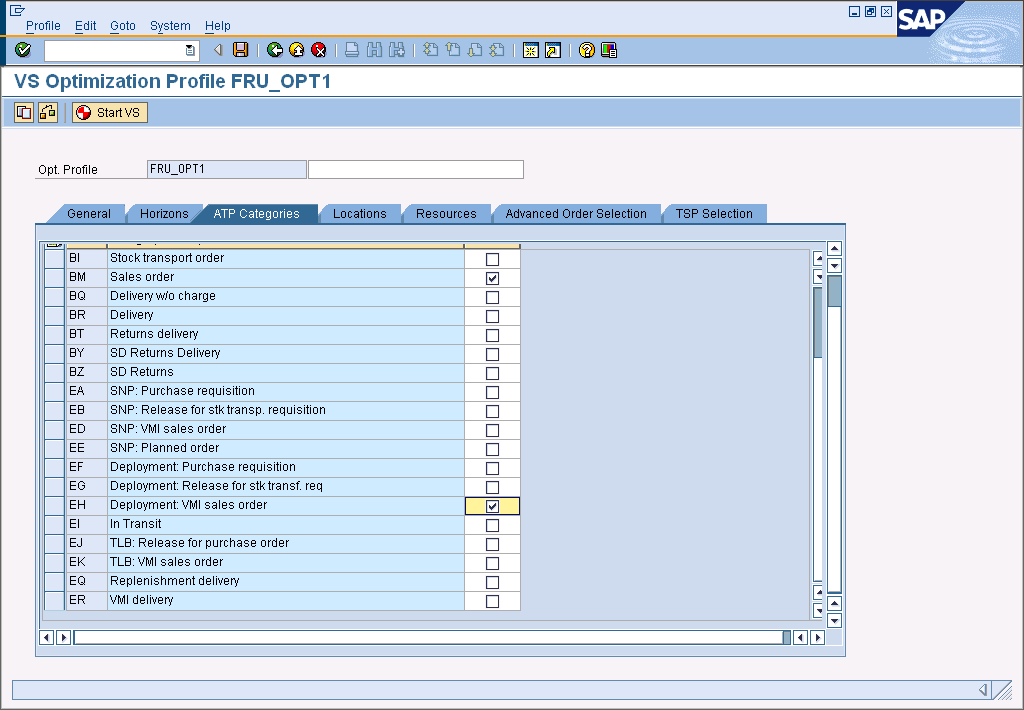 Profile Edit Goto System Help
SAP
VS Optimization Profile FRU_OPT1
Start VS
Opt. Profile FRU_OPT1
General Horizons ATP Categories Locations Resources Advanced Order Selection TSP Selection
BI Stock transport order
BM Sales order
BQ Delivery w/o charge
BR Delivery
BT Returns delivery
BY SD Returns Delivery
BZ SD Returns
EA SNP: Purchase requisition
EB SNP: Release for stk transp. requisition
ED SNP: VMI sales order
EE SNP: Planned order
EF Deployment: Purchase requisition
EG Deployment: Release for stk transf. req
EH Deployment: VMI sales order
EI In Transit
EJ TLB: Release for purchase order
EK TLB: VMI sales order
EQ Replenishment delivery
ER VMI delivery